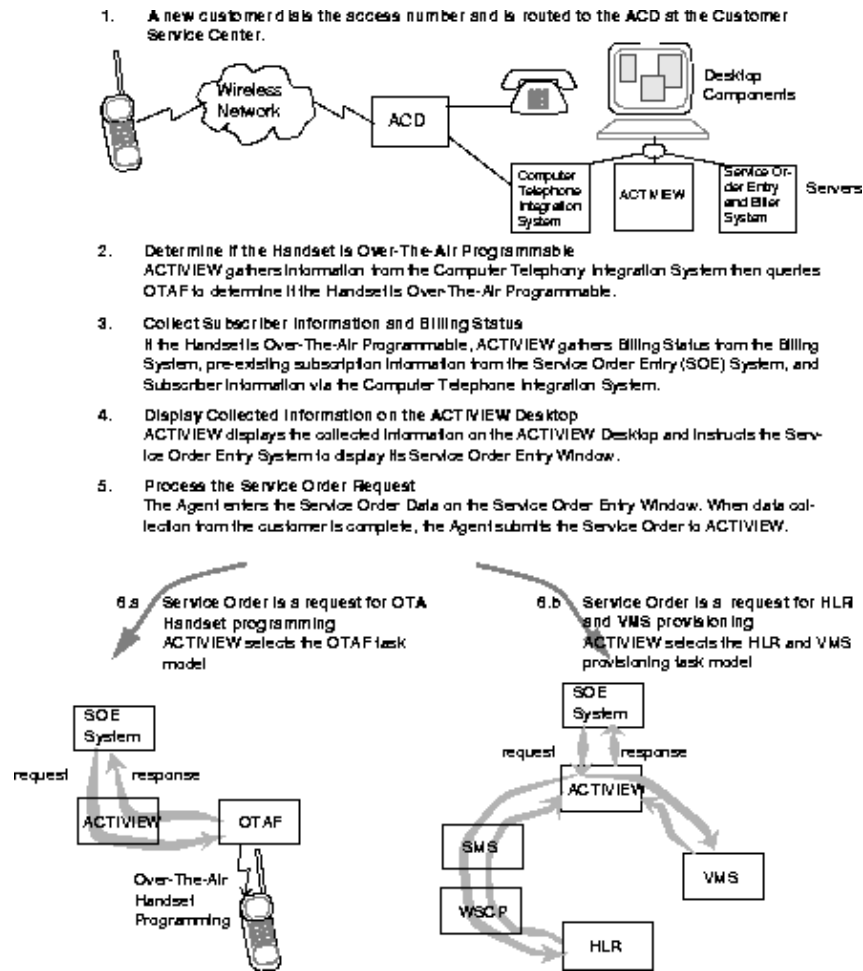 1. A new customer dials the access number and is routed to the ACD at the Customer
Service Center.
Wireless
Network
ACD
Desktop
Components
Computer
Telephone
Integration
System
ACTIVIEW
Service Or-
der Entry
and Biller
System
Servers
2. Determine if the Handset is Over-The-Air Programmable
ACTIVIEW gathers information from the Computer Telephony Integration System then queries
OTAF to determine if the Handset is Over-The-Air Programmable.
3. Collect Subscriber Information and Billing Status
If the Handset is Over-The-Air Programmable, ACTIVIEW gathers Billing Status from the Billing
System, pre-existing subscription information from the Service Order Entry (SOE) System, and
Subscriber Information via the Computer Telephone Integration System.
4. Display Collected Information on the ACTIVIEW Desktop
ACTIVIEW displays the collected information on the ACTIVIEW Desktop and instructs the Serv-
ice Order Entry System to display its Service Order Entry Window.
5. Process the Service Order Request
The Agent enters the Service Order Data on the Service Order Entry Window. When data col-
lection from the customer is complete, the Agent submits the Service Order to ACTIVIEW.
6.a Service Order is a request for OTA
Handset programming
ACTIVIEW selects the OTAF task
model
SOE
System
request
response
ACTIVIEW
OTAF
Over-The-Air
Handset
Programming
6.b Service Order is a request for HLR
and VMS provisioning
ACTIVIEW selects the HLR and VMS
provisioning task model
SOE
System
request
response
ACTIVIEW
SMS
WSCP
HLR
VMS